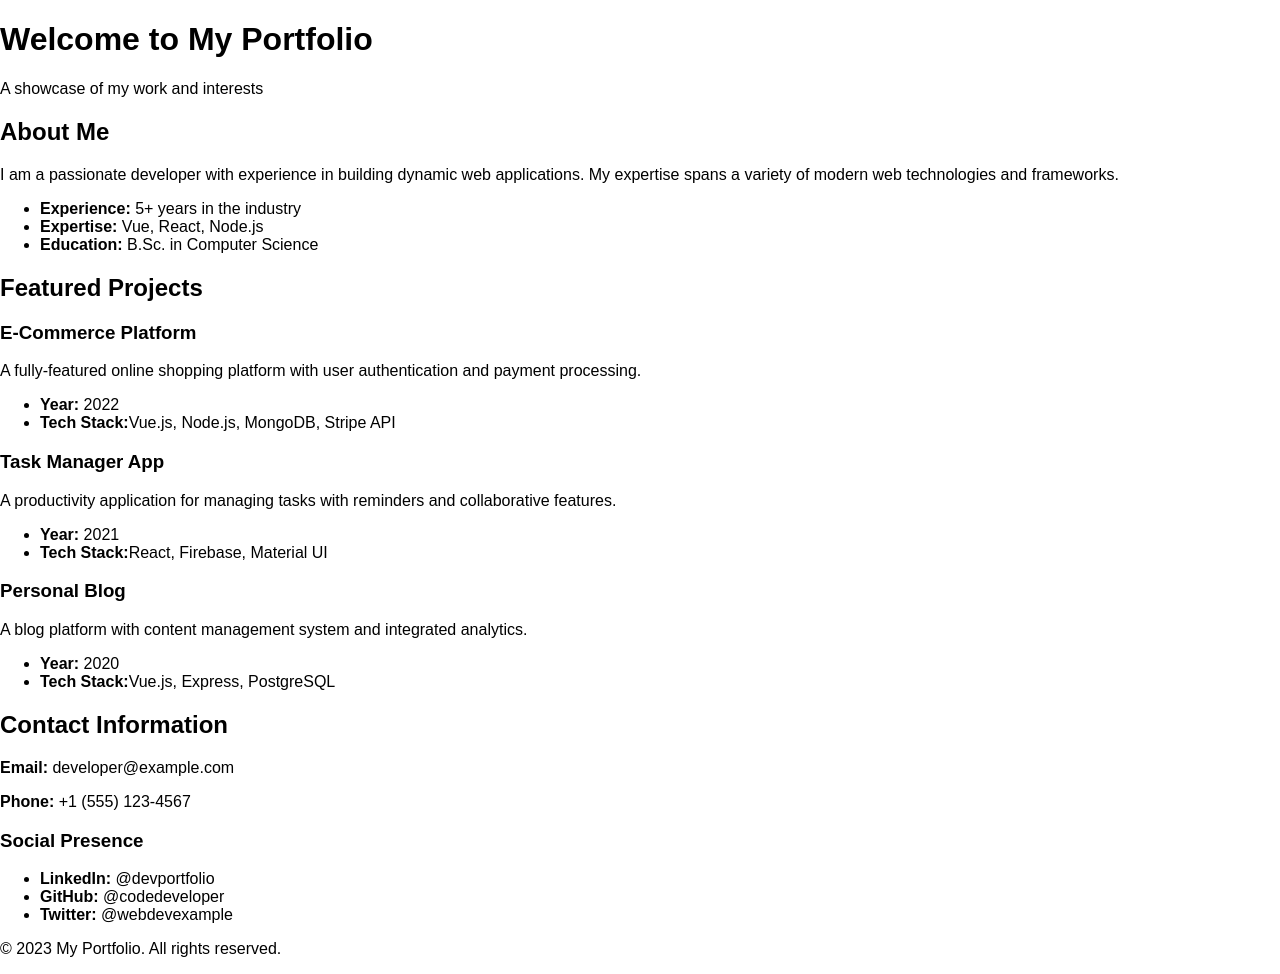 Welcome to My Portfolio
A showcase of my work and interests
About Me
I am a passionate developer with experience in building dynamic web applications. My expertise spans a variety of modern web technologies and frameworks.
Experience: 5+ years in the industry
Expertise: Vue, React, Node.js
Education: B.Sc. in Computer Science
Featured Projects
E-Commerce Platform
A fully-featured online shopping platform with user authentication and payment processing.
Year: 2022
Tech Stack:Vue.js, Node.js, MongoDB, Stripe API
Task Manager App
A productivity application for managing tasks with reminders and collaborative features.
Year: 2021
Tech Stack:React, Firebase, Material UI
Personal Blog
A blog platform with content management system and integrated analytics.
Year: 2020
Tech Stack:Vue.js, Express, PostgreSQL
Contact Information
Email: developer@example.com
Phone: +1 (555) 123-4567
Social Presence
LinkedIn: @devportfolio
GitHub: @codedeveloper
Twitter: @webdevexample
© 2023 My Portfolio. All rights reserved.